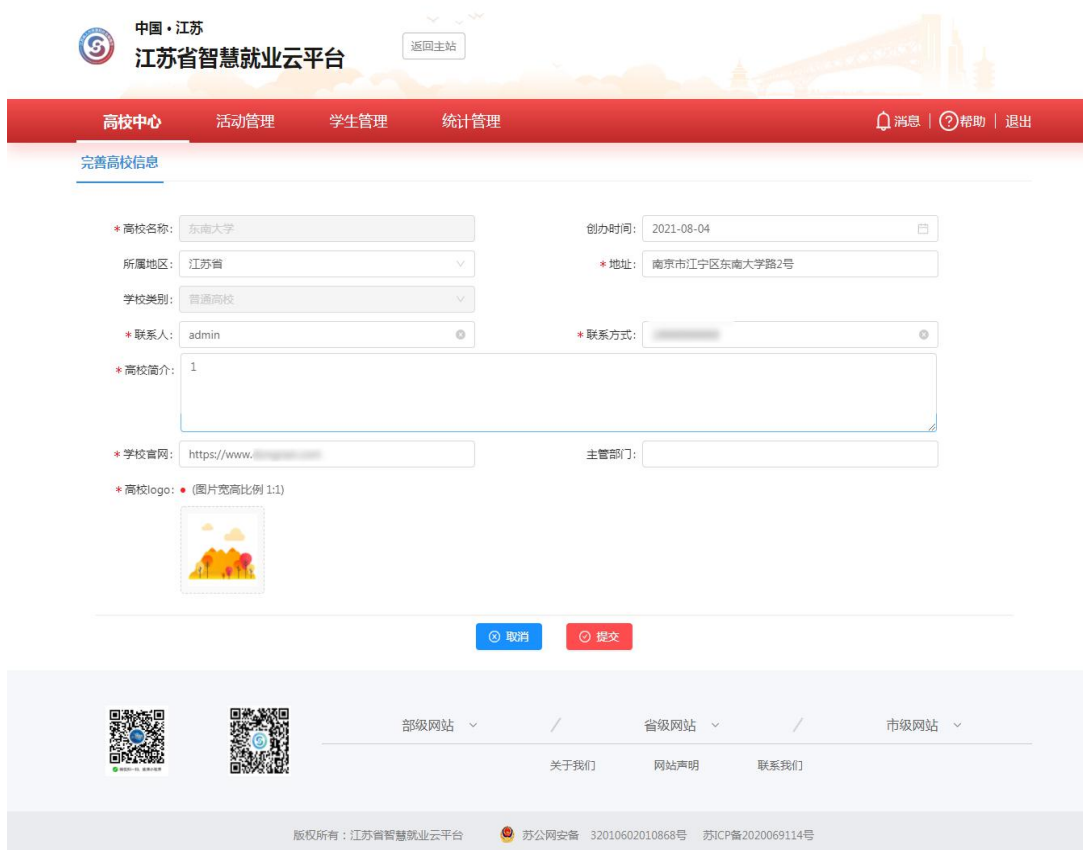 中国·江苏
江苏省智慧就业云平台
返回主站
高校中心 活动管理 学生管理 统计管理 消息 | ?帮助 | 退出
完善高校信息
*高校名称: 东南大学 创办时间: 2021-08-04
所属地区: 江苏省 *地址: 南京市江宁区东南大学路2号
学校类别: 普通高校
*联系人: admin *联系方式:
*高校简介: 1
*学校官网: https://www. 主管部门:
*高校logo: • (图片宽高比例 1:1)
取消 提交
部级网站 / 省级网站 / 市级网站
关于我们 网站声明 联系我们
版权所有：江苏省智慧就业云平台 苏公网安备 32010602010868号 苏ICP备2020069114号